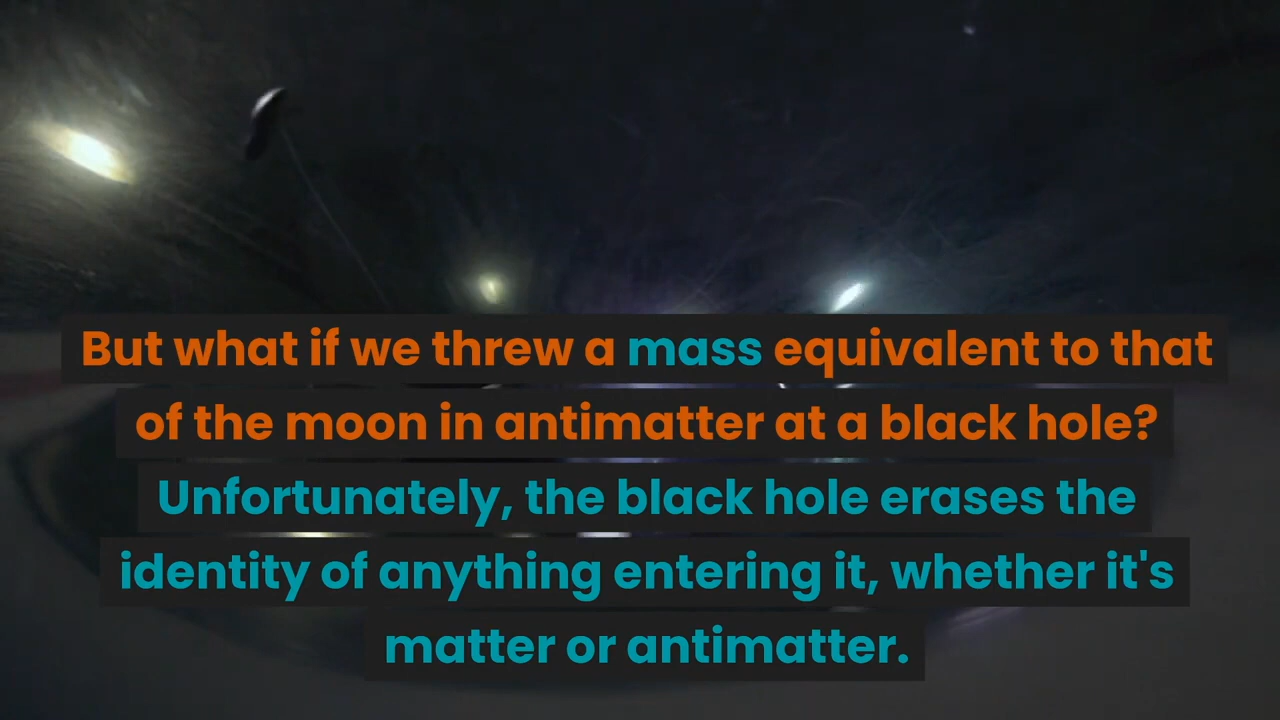 But what if we threw a mass equivalent to that
of the moon in antimatter at a black hole?
Unfortunately, the black hole erases the
identity of anything entering it, whether it's
matter or antimatter.